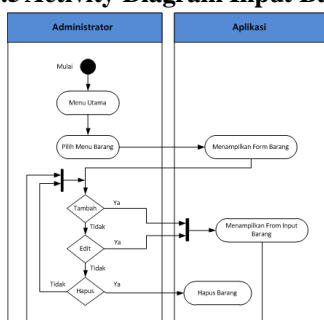 Activity Diagram Input
Administrator
Aplikasi
Mulai
Menu Utama
Pilih Menu Barang
Menampilkan Form Barang
Tambah
Ya
Tidak
Menampilkan From Input
Barang
Edit
Ya
Tidak
Hapus
Tidak
Ya
Hapus Barang